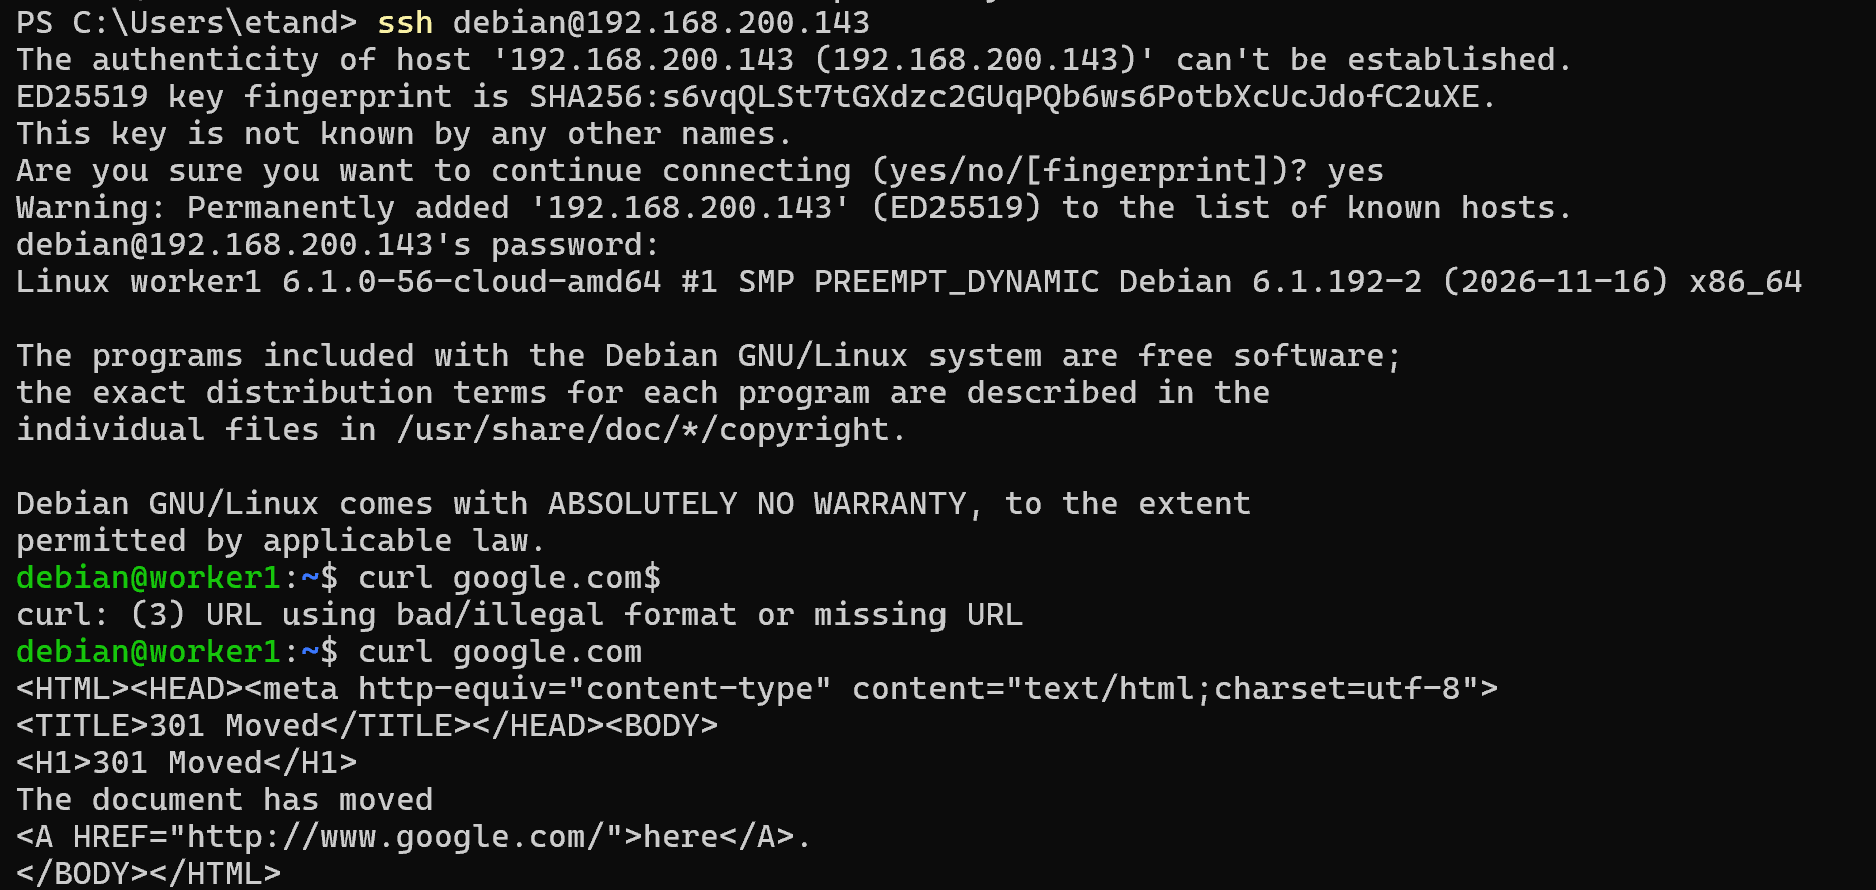 PS C:\Users\etand> ssh debian@192.168.200.143
The authenticity of host '192.168.200.143 (192.168.200.143)' can't be established.
ED25519 key fingerprint is SHA256:s6vqQLSt7tGXdzc2GUqPQb6ws6PotbXcUcJdofC2uXE.
This key is not known by any other names.
Are you sure you want to continue connecting (yes/no/[fingerprint])? yes
Warning: Permanently added '192.168.200.143' (ED25519) to the list of known hosts.
debian@192.168.200.143's password:
Linux worker1 6.1.0-56-cloud-amd64 #1 SMP PREEMPT_DYNAMIC Debian 6.1.192-2 (2026-11-16) x86_64

The programs included with the Debian GNU/Linux system are free software;
the exact distribution terms for each program are described in the
individual files in /usr/share/doc/*/copyright.

Debian GNU/Linux comes with ABSOLUTELY NO WARRANTY, to the extent
permitted by applicable law.
debian@worker1:~$ curl google.com$
curl: (3) URL using bad/illegal format or missing URL
debian@worker1:~$ curl google.com
<HTML><HEAD><meta http-equiv="content-type" content="text/html;charset=utf-8">
<TITLE>301 Moved</TITLE></HEAD><BODY>
<H1>301 Moved</H1>
The document has moved
<A HREF="http://www.google.com/">here</A>.
</BODY></HTML>